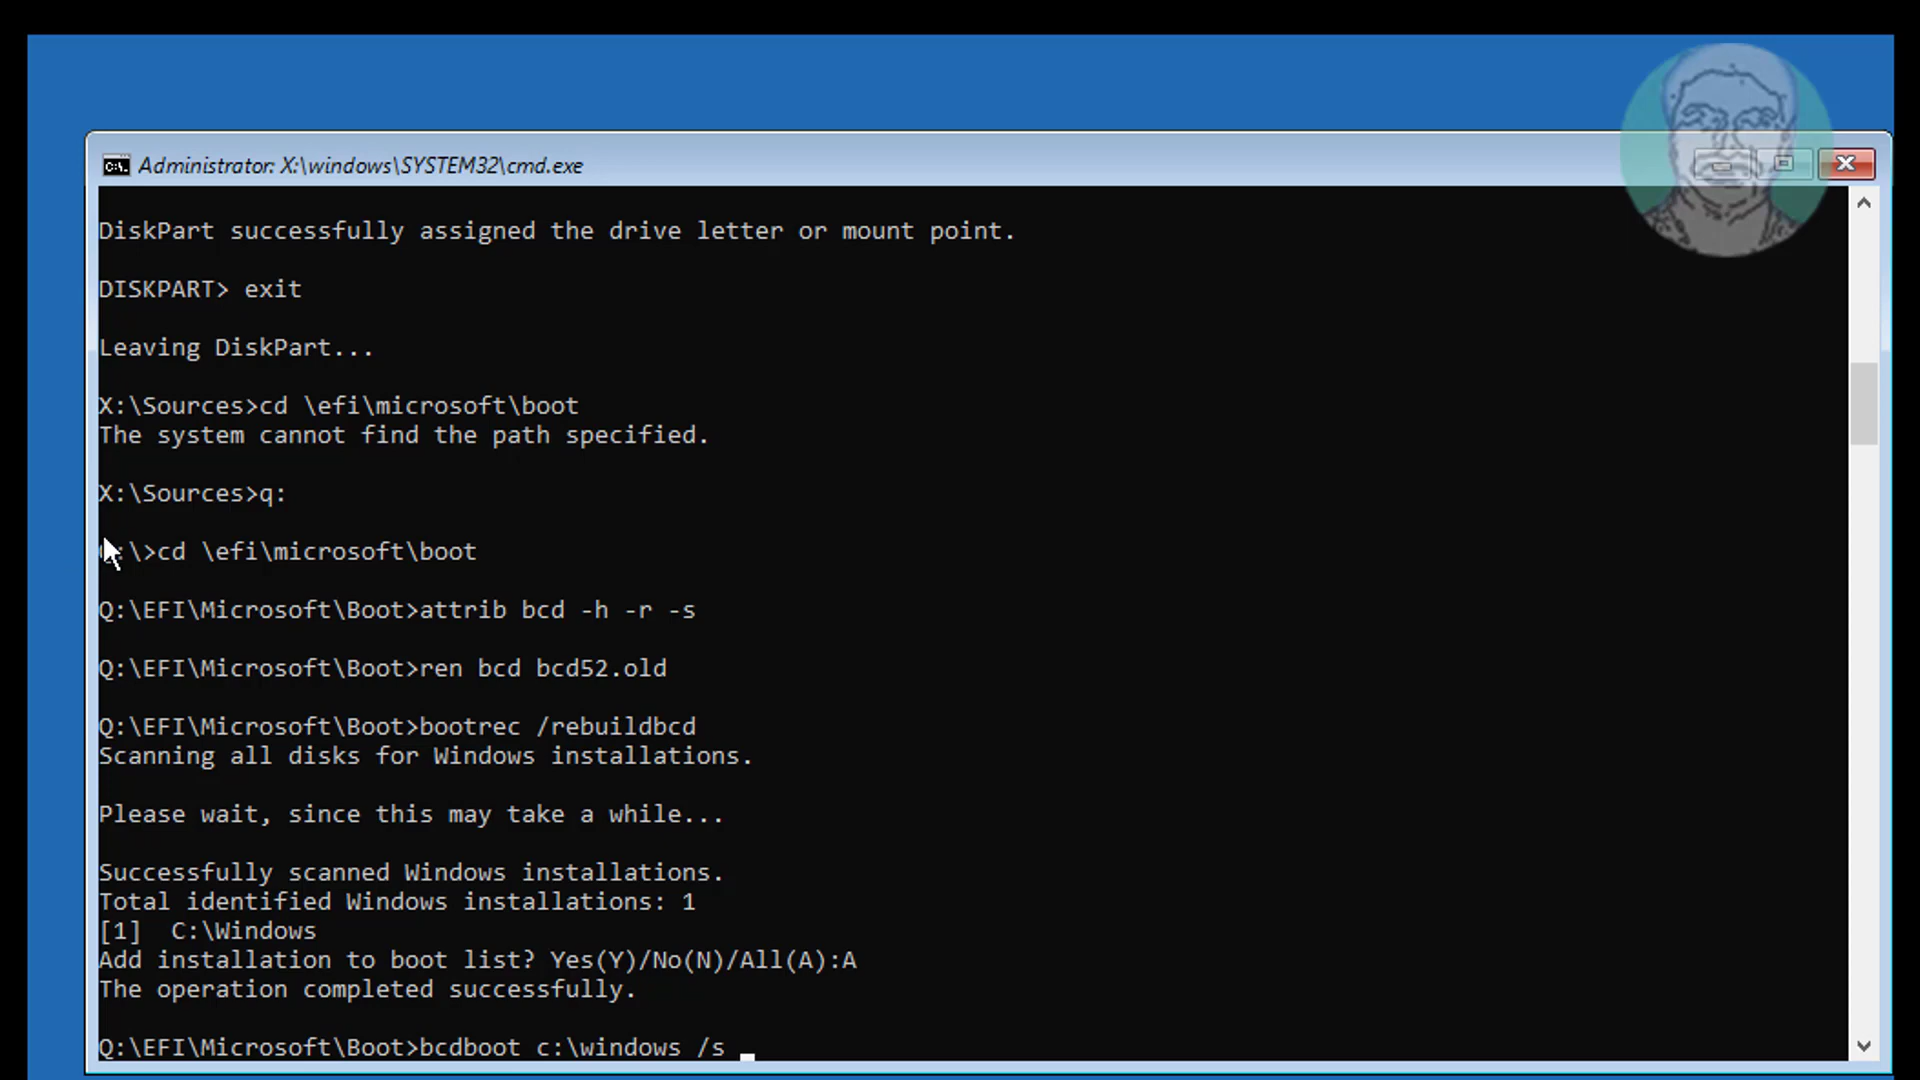 Administrator: X:\windows\SYSTEM32\cmd.exe
DiskPart successfully assigned the drive letter or mount point.
DISKPART> exit
Leaving DiskPart...
X:\Sources>cd \efi\microsoft\boot
The system cannot find the path specified.
X:\Sources>q:
:\>cd \efi\microsoft\boot
Q:\EFI\Microsoft\Boot>attrib bcd -h -r -s
Q:\EFI\Microsoft\Boot>ren bcd bcd52.old
Q:\EFI\Microsoft\Boot>bootrec /rebuildbcd
Scanning all disks for Windows installations.
Please wait, since this may take a while...
Successfully scanned Windows installations.
Total identified Windows installations: 1
[1]  C:\Windows
Add installation to boot list? Yes(Y)/No(N)/All(A):A
The operation completed successfully.
Q:\EFI\Microsoft\Boot>bcdboot c:\windows /s _